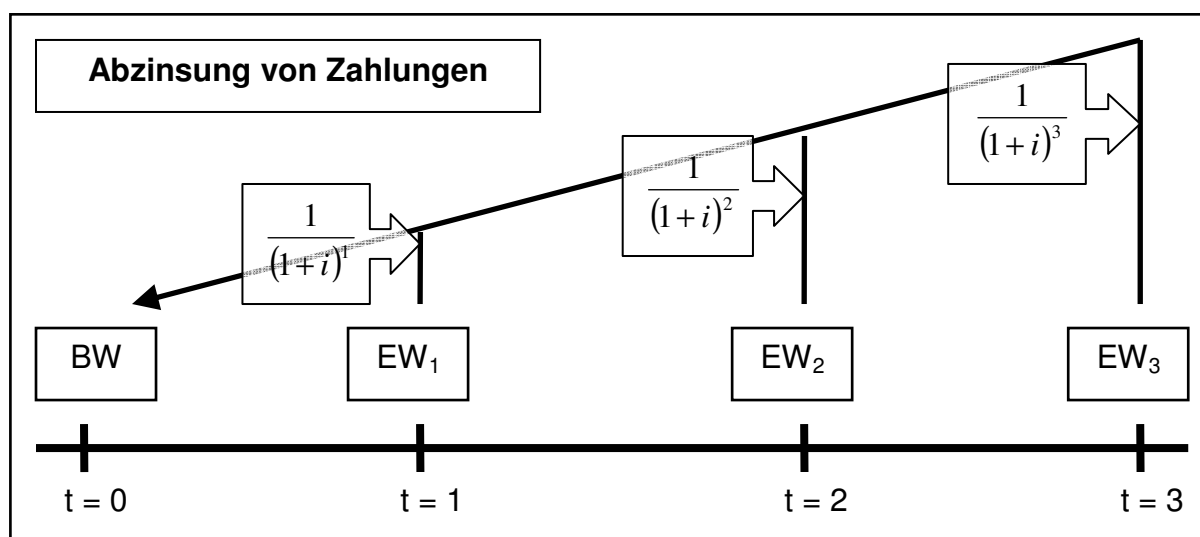 Abzinsung von Zahlungen
1/(1+i)^1
1/(1+i)^2
1/(1+i)^3
BW
EW₁
EW₂
EW₃
t = 0
t = 1
t = 2
t = 3